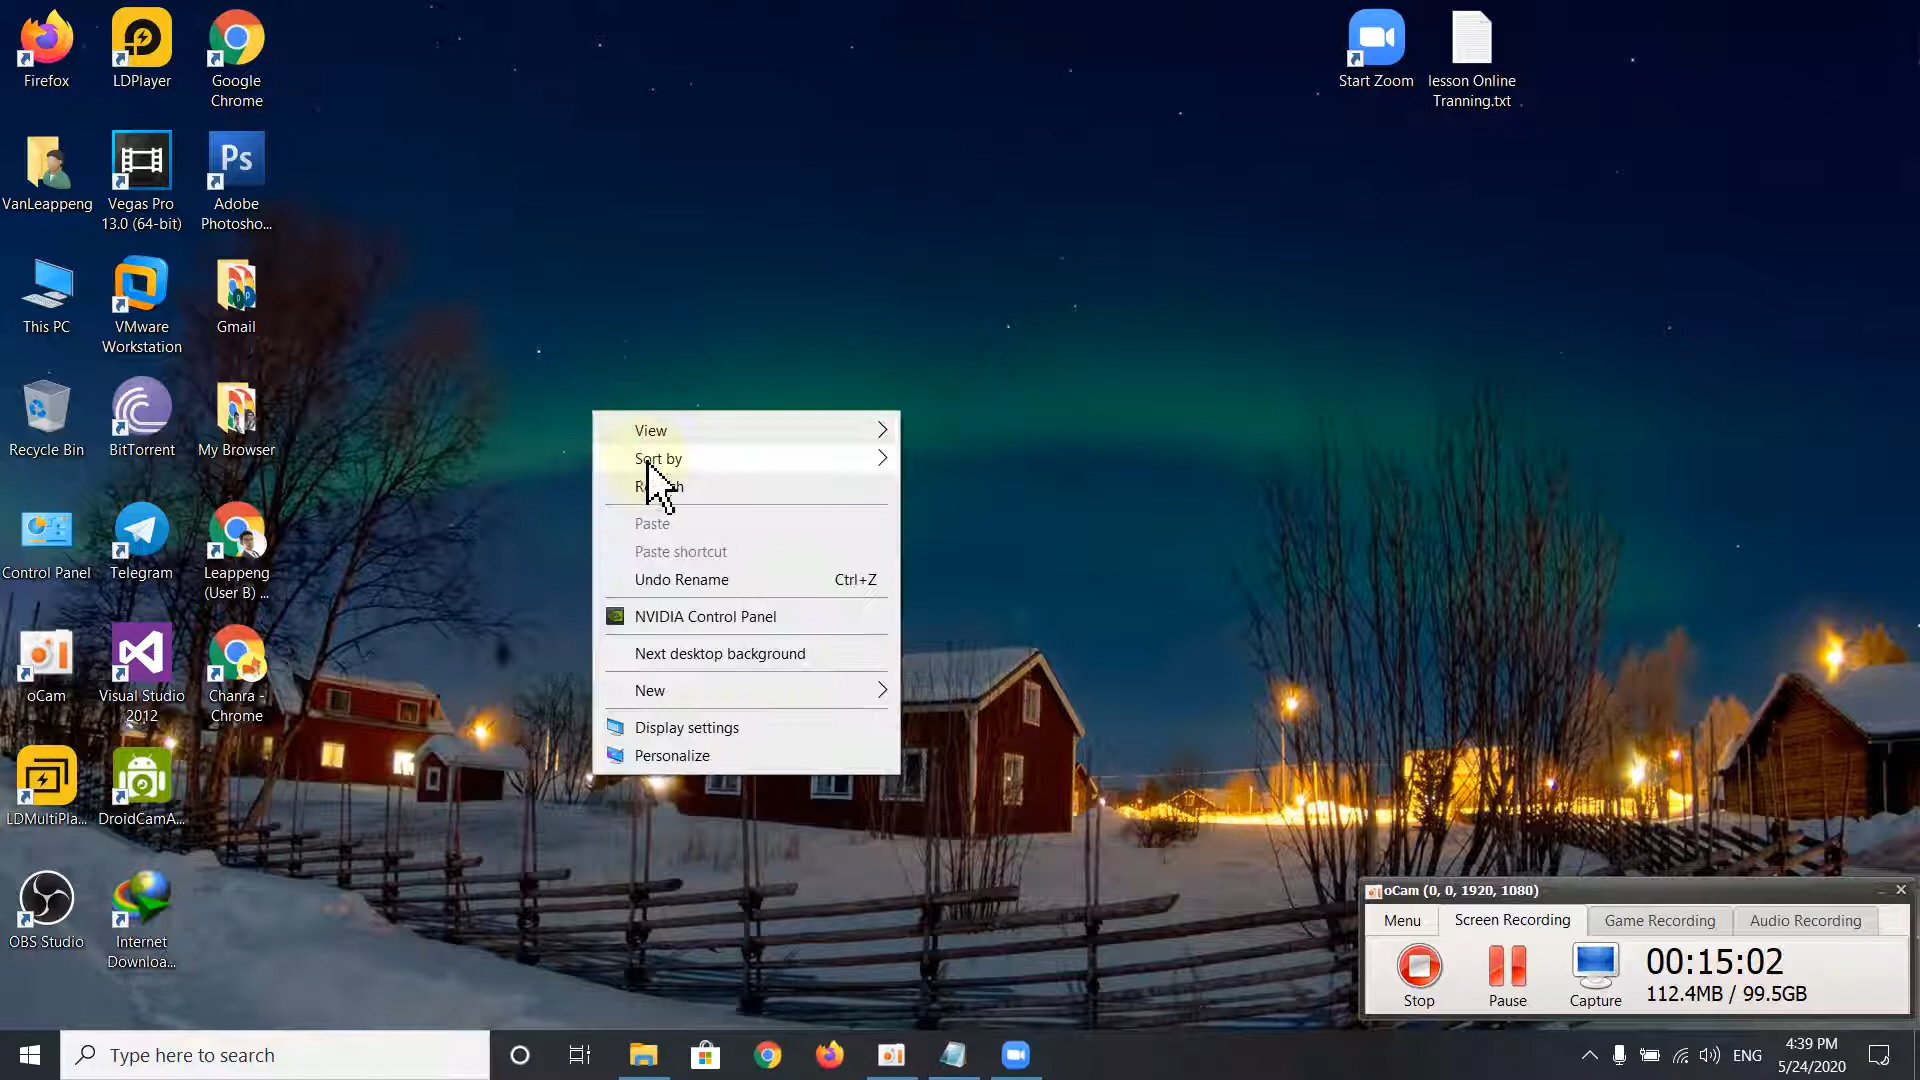 Firefox
LDPlayer
Google
Chrome
Start Zoom
lesson Online
Tranning.txt
VanLeappeng
Vegas Pro
13.0 (64-bit)
Ps
Adobe
Photosho...
This PC
VMware
Workstation
Gmail
Recycle Bin
BitTorrent
My Browser
Control Panel
Telegram
Leappeng
(User B) ...
oCam
Visual Studio
2012
Chanra -
Chrome
LDMultiPla...
DroidCamA...
OBS Studio
Internet
Downloa...
View
Sort by
Paste
Paste shortcut
Undo Rename Ctrl+Z
NVIDIA Control Panel
Next desktop background
New
Display settings
Personalize
oCam (0, 0, 1920, 1080)
Menu Screen Recording Game Recording Audio Recording
00:15:02
112.4MB / 99.5GB
Stop Pause Capture
Type here to search
ENG
4:39 PM
5/24/2020